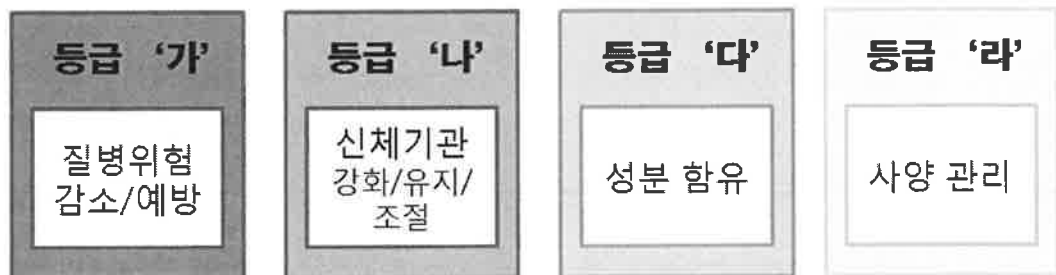 등급 ‘가’
질병위험
감소/예방
등급 ‘나’
신체기관
강화/유지/
조절
등급 ‘다’
성분 함유
등급 ‘라’
사양 관리